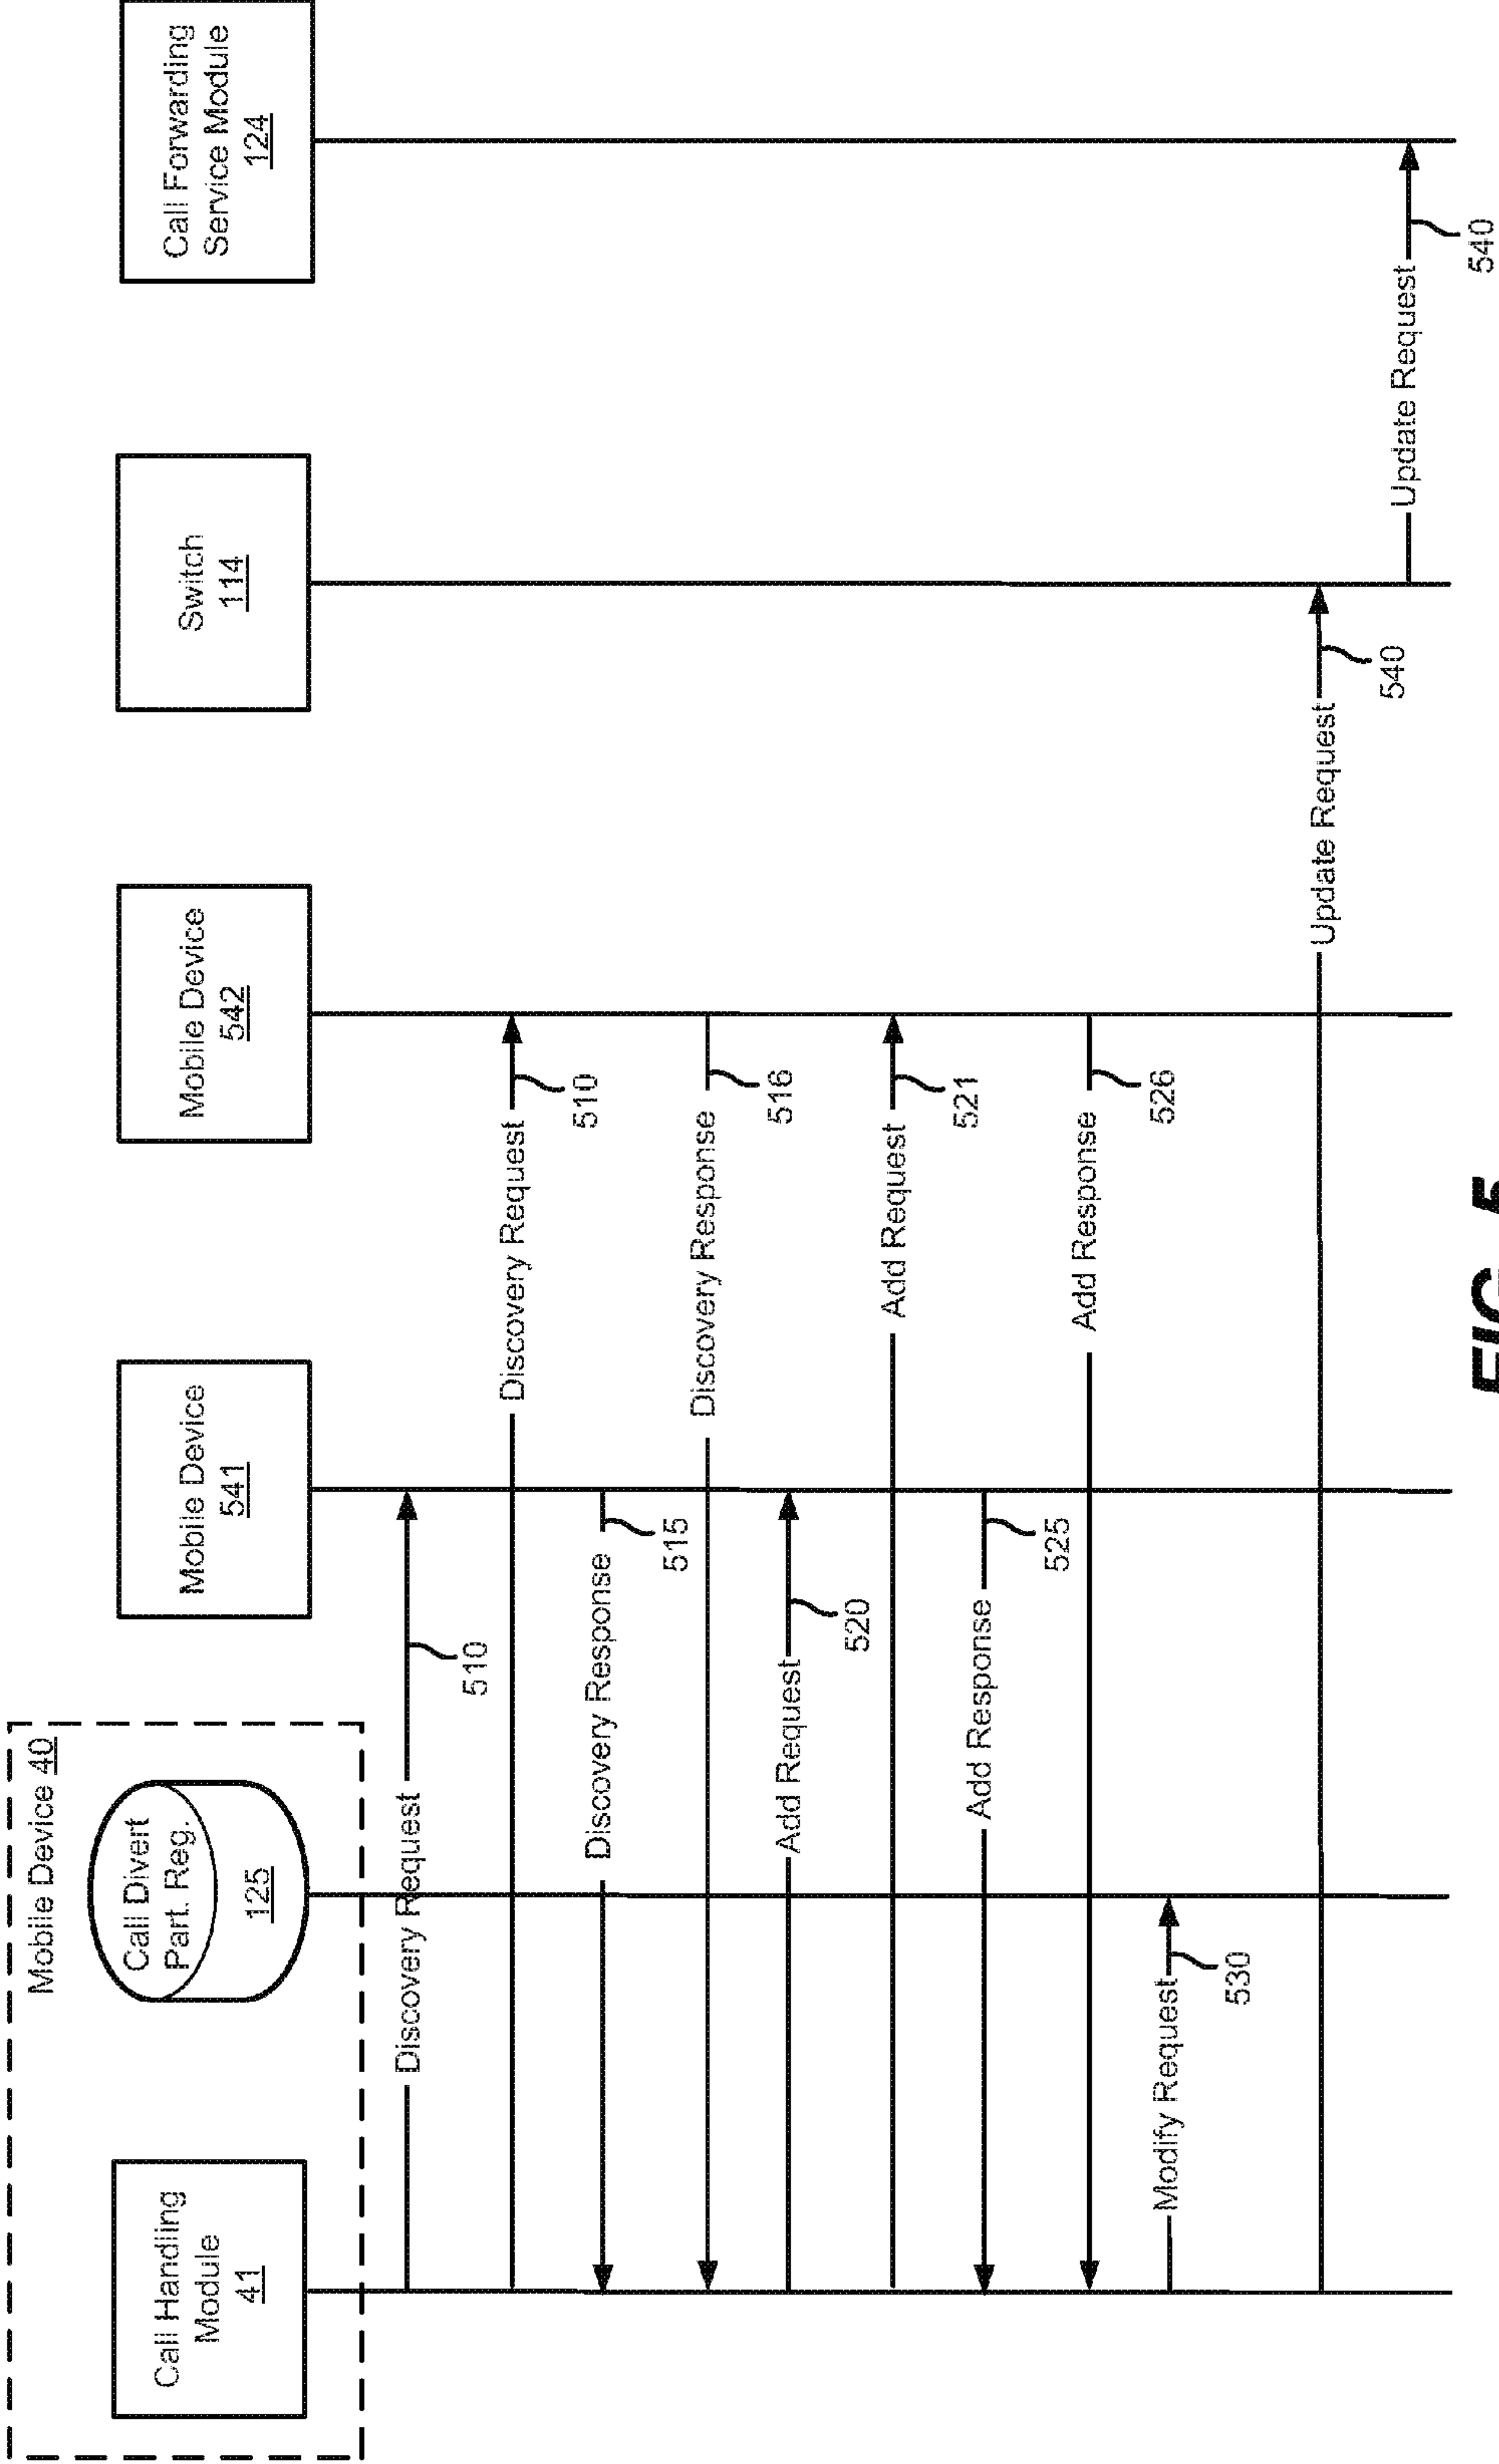 Mobile Device 40
Call Handling
Module
41
Call Divert
Part. Reg.
125
Mobile Device
541
Mobile Device
542
Switch
114
Call Forwarding
Service Module
124
Discovery Request
510
Discovery Request
510
Discovery Response
515
Discovery Response
516
Add Request
520
Add Request
521
Add Response
525
Add Response
526
Modify Request
530
Update Request
540
Update Request
540
FIG. 5